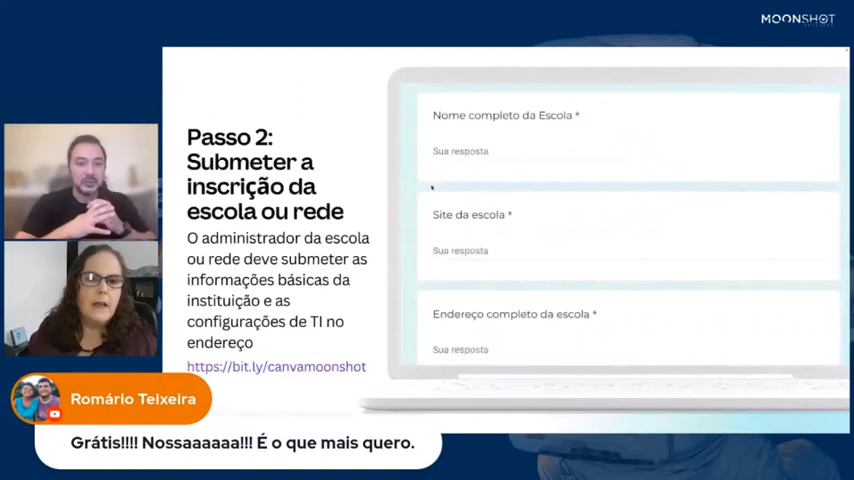 MOONSHOT
Passo 2:
Submeter a
inscrição da
escola ou rede
O administrador da escola
ou rede deve submeter as
informações básicas da
instituição e as
configurações de TI no
endereço
https://bit.ly/canvamoonshot
Nome completo da Escola *
Sua resposta
Site da escola *
Sua resposta
Endereço completo da escola *
Sua resposta
Romário Teixeira
Grátis!!!! Nossaaaaaa!!! É o que mais quero.